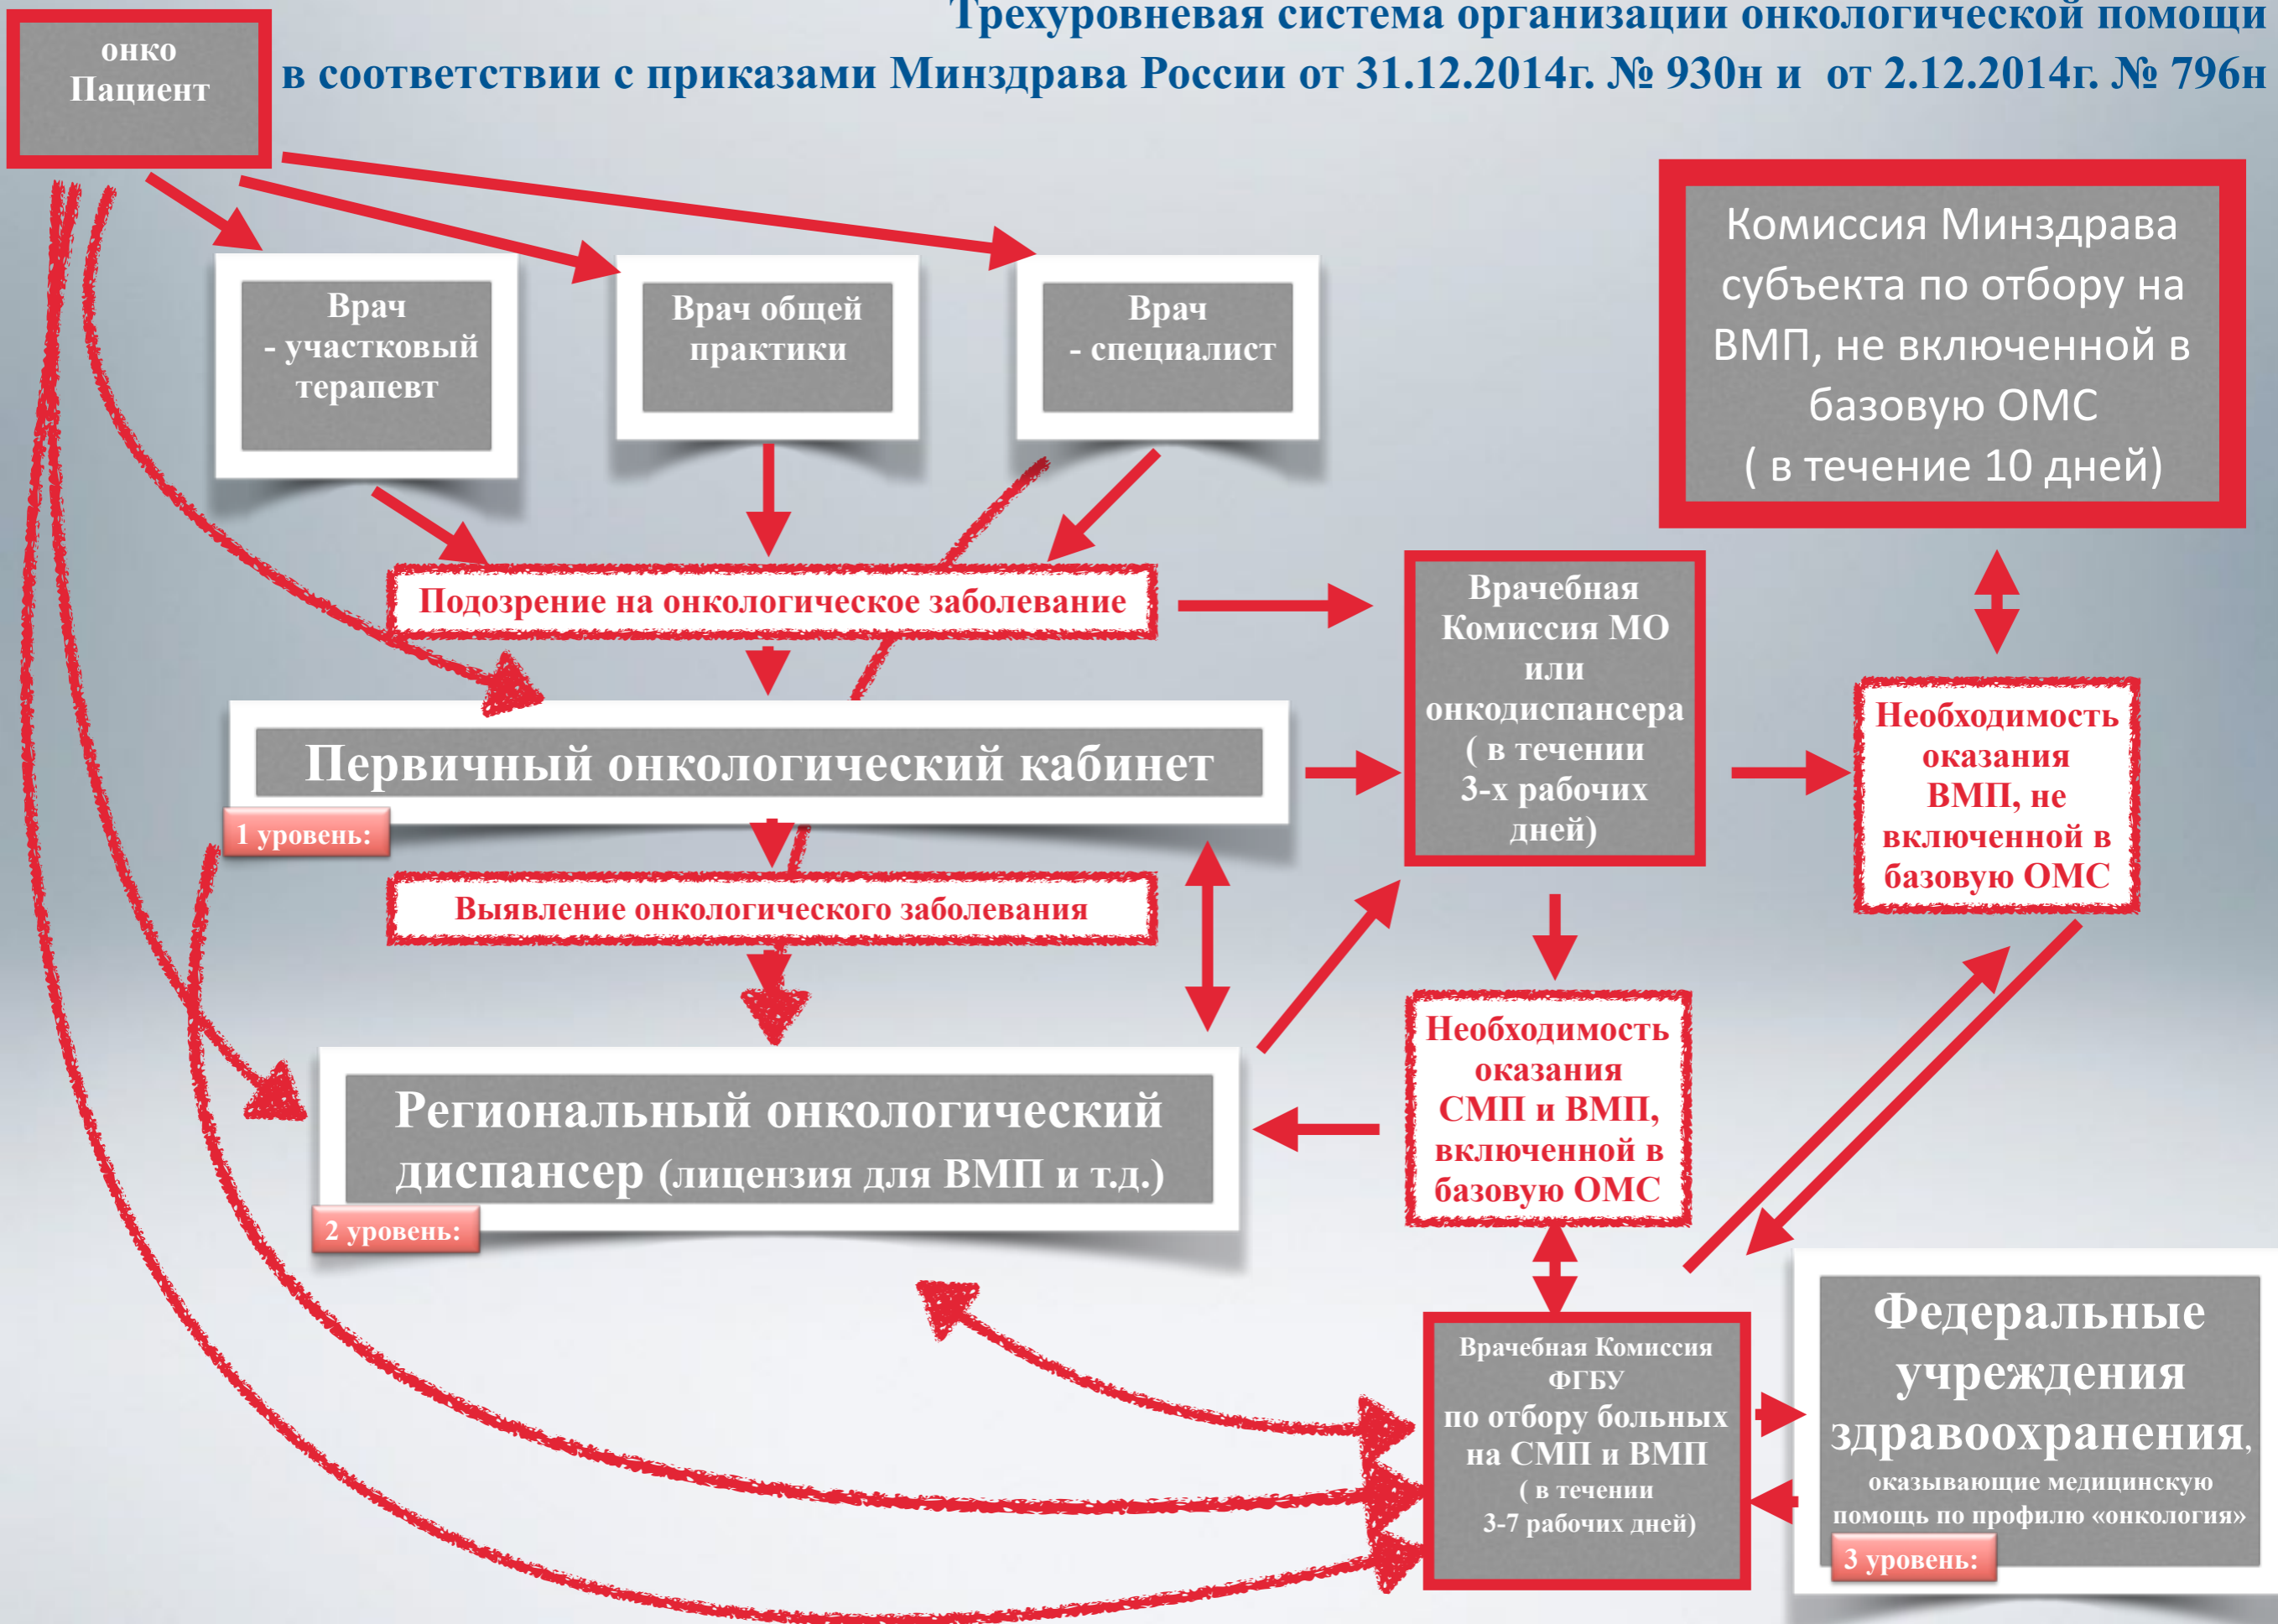 Трехуровневая система организации онкологической помощи
в соответствии с приказами Минздрава России от 31.12.2014г. № 930н и от 2.12.2014г. № 796н
онко
Пациент
Врач
- участковый
терапевт
Врач общей
практики
Врач
- специалист
Комиссия Минздрава
субъекта по отбору на
ВМП, не включенной в
базовую ОМС
( в течение 10 дней)
Подозрение на онкологическое заболевание
Врачебная
Комиссия МО
или
онкодиспансера
( в течении
3-х рабочих
дней)
Необходимость
оказания
ВМП, не
включенной в
базовую ОМС
Первичный онкологический кабинет
1 уровень:
Выявление онкологического заболевания
Необходимость
оказания
СМП и ВМП,
включенной в
базовую ОМС
Региональный онкологический
диспансер (лицензия для ВМП и т.д.)
2 уровень:
Врачебная Комиссия
ФГБУ
по отбору больных
на СМП и ВМП
( в течении
3-7 рабочих дней)
Федеральные
учреждения
здравоохранения,
оказывающие медицинскую
помощь по профилю «онкология»
3 уровень: